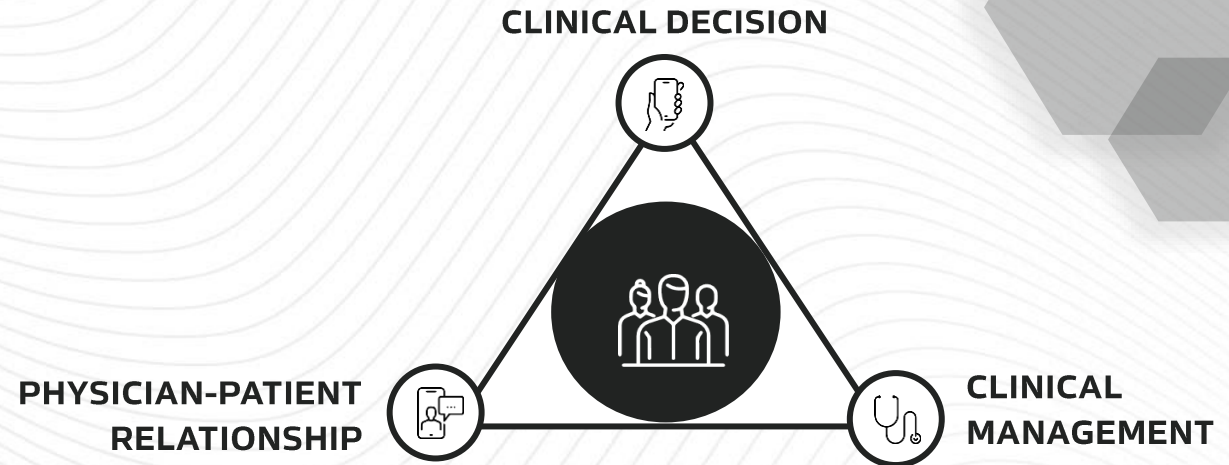 CLINICAL DECISION
PHYSICIAN-PATIENT
RELATIONSHIP
CLINICAL
MANAGEMENT